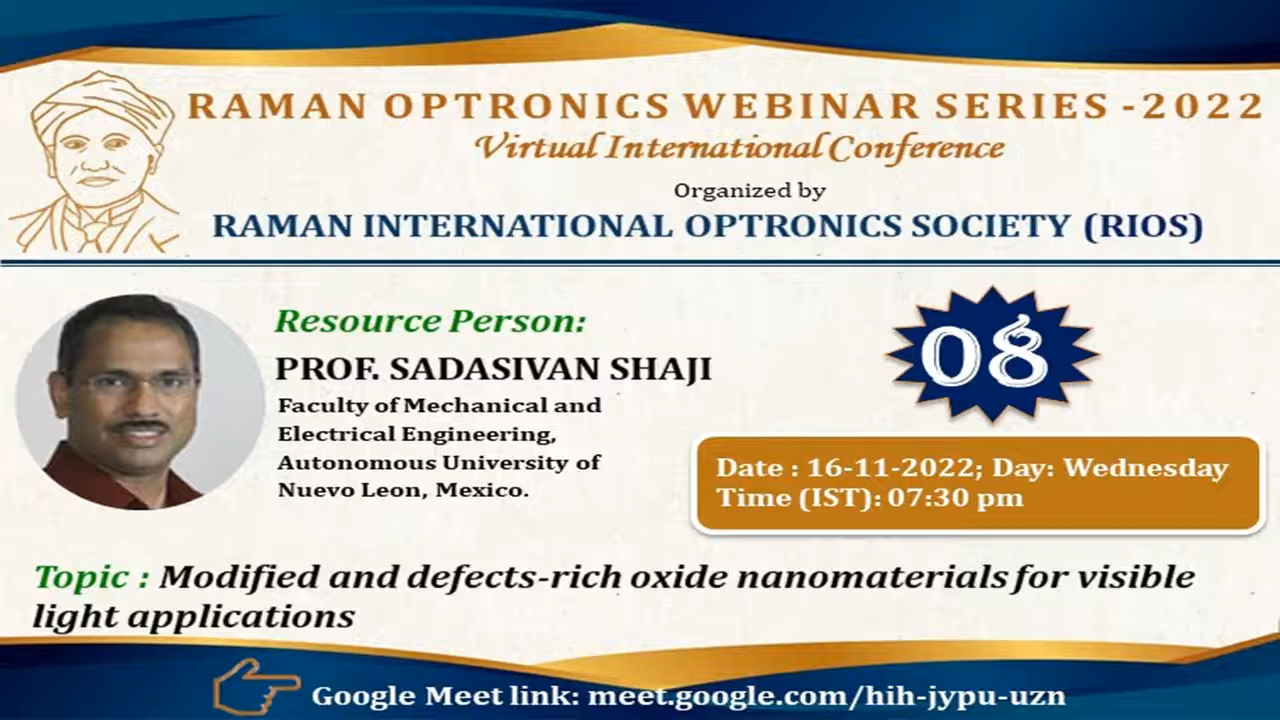 RAMAN OPTRONICS WEBINAR SERIES -2022
Virtual International Conference
Organized by
RAMAN INTERNATIONAL OPTRONICS SOCIETY (RIOS)
Resource Person:
PROF. SADASIVAN SHAJI
Faculty of Mechanical and
Electrical Engineering,
Autonomous University of
Nuevo Leon, Mexico.
08
Date : 16-11-2022; Day: Wednesday
Time (IST): 07:30 pm
Topic : Modified and defects-rich oxide nanomaterials for visible
light applications
Google Meet link: meet.google.com/hih-jypu-uzn